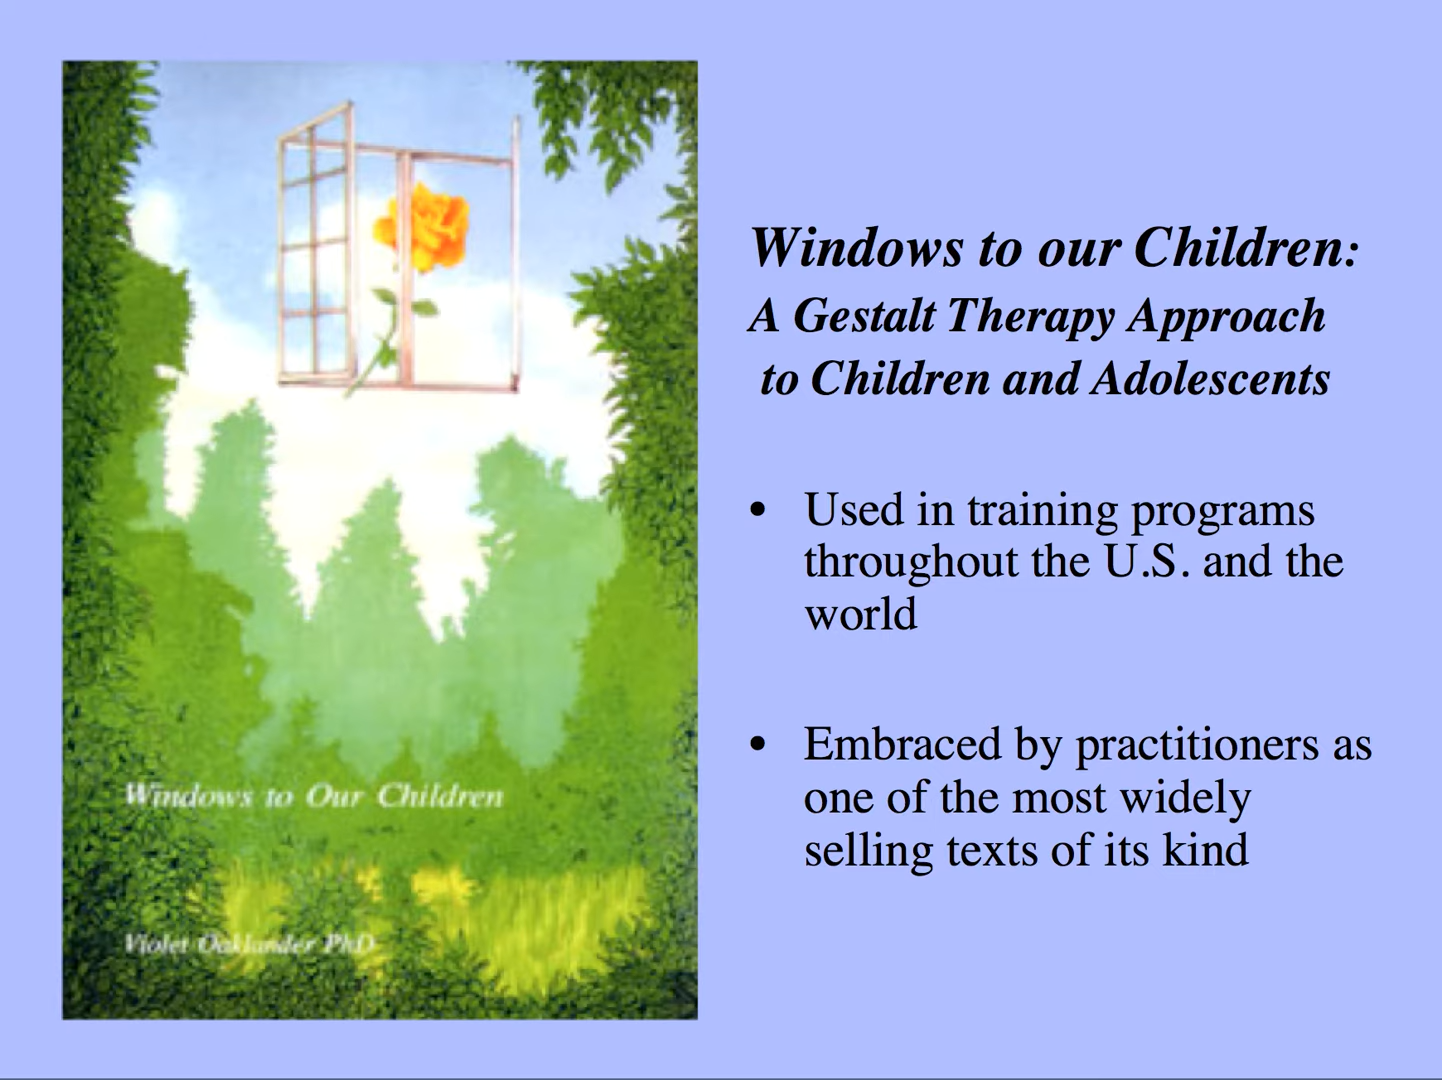 Windows to Our Children
Violet Oaklander PhD
Windows to our Children:
A Gestalt Therapy Approach
to Children and Adolescents
• Used in training programs
throughout the U.S. and the
world
• Embraced by practitioners as
one of the most widely
selling texts of its kind